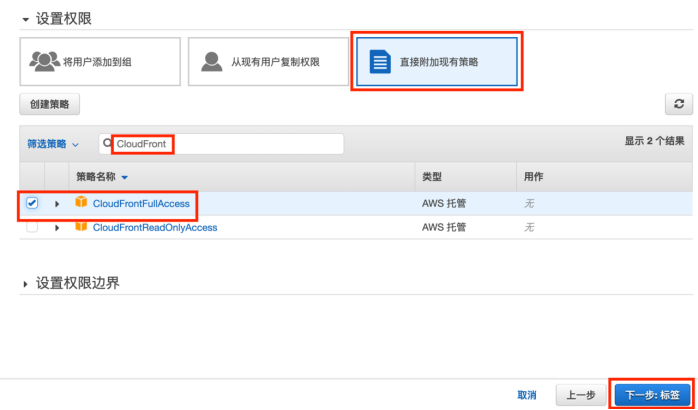 设置权限
将用户添加到组
从现有用户复制权限
直接附加现有策略
创建策略
筛选策略
CloudFront
显示 2 个结果
策略名称 类型 用作
CloudFrontFullAccess AWS 托管 无
CloudFrontReadOnlyAccess AWS 托管 无
设置权限边界
取消 上一步 下一步: 标签